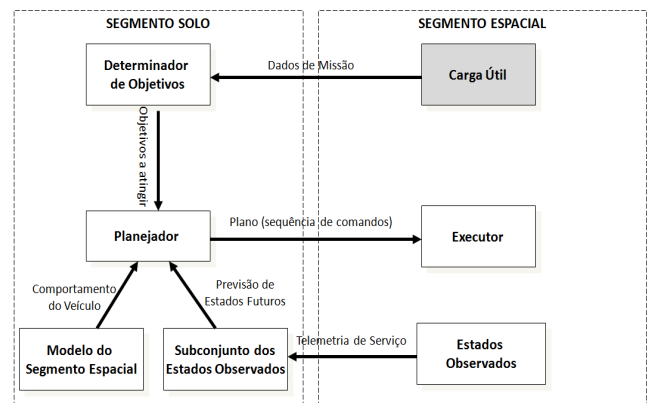 SEGMENTO SOLO
SEGMENTO ESPACIAL
Determinador
de Objetivos
Dados de Missão
Carga Útil
Objetivos a atingir
Planejador
Plano (sequência de comandos)
Executor
Comportamento
do Veículo
Previsão de
Estados Futuros
Modelo do
Segmento Espacial
Subconjunto dos
Estados Observados
Telemetria de Serviço
Estados
Observados